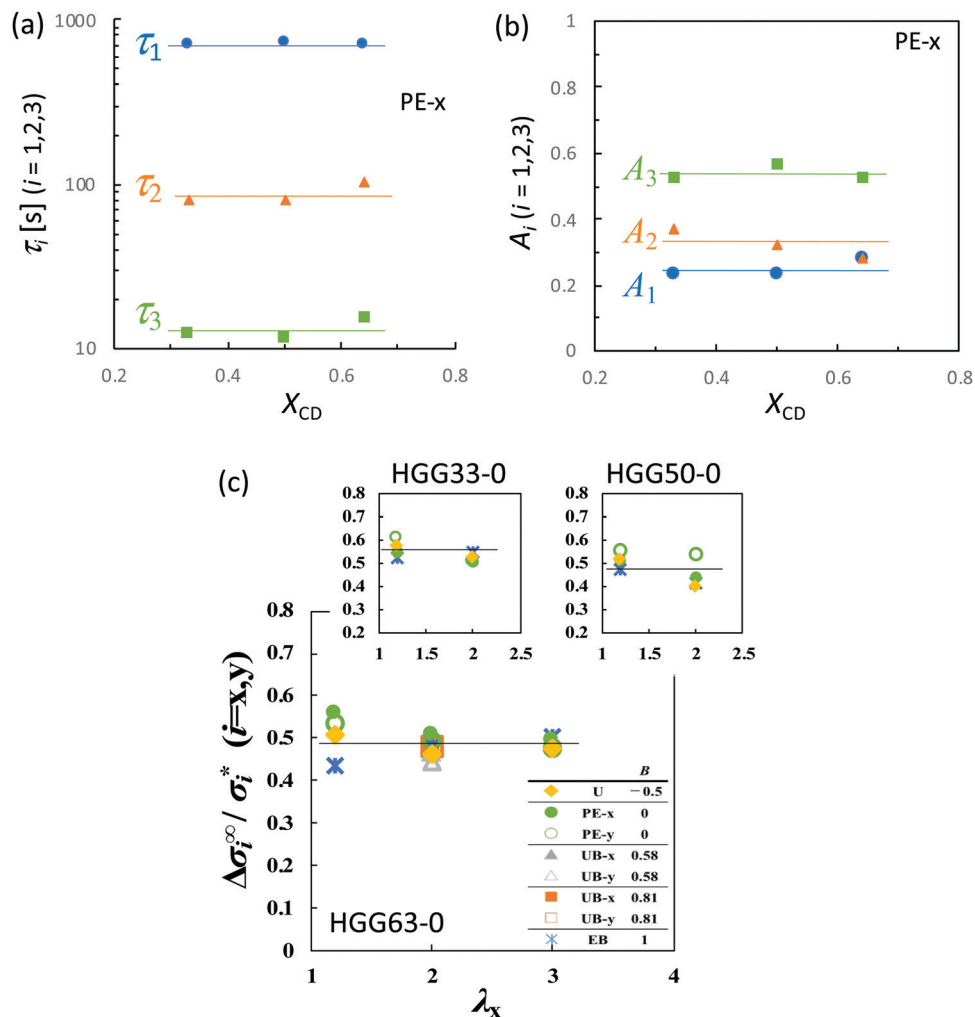 (a)
1000
100
10
τ1
τ2
τ3
PE-x
τi [s] (i = 1,2,3)
0.2 0.4 0.6 0.8
XCD
(b)
1
0.8
0.6
0.4
0.2
0
A3
A2
A1
PE-x
Ai (i = 1,2,3)
0.2 0.4 0.6 0.8
XCD
(c)
HGG33-0
0.8
0.7
0.6
0.5
0.4
0.3
0.2
1 1.5 2 2.5
HGG50-0
0.8
0.7
0.6
0.5
0.4
0.3
0.2
1 1.5 2 2.5
Δσi∞/ σi* (i=x,y)
0.8
0.7
0.6
0.5
0.4
0.3
0.2
0.1
0
B
U −0.5
PE-x 0
PE-y 0
UB-x 0.58
UB-y 0.58
UB-x 0.81
UB-y 0.81
EB 1
HGG63-0
1 2 3 4
λx